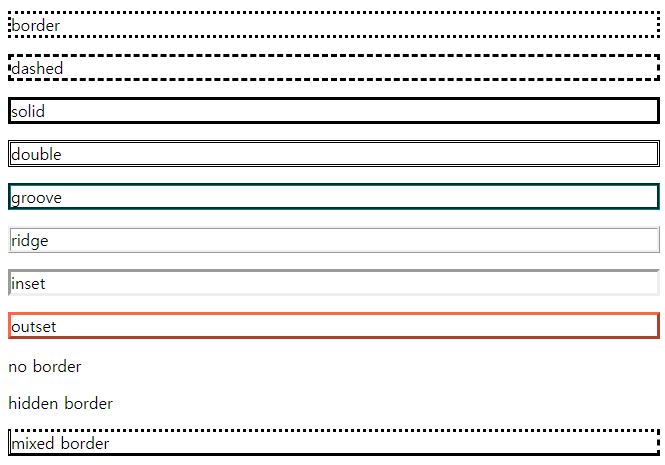 border
dashed
solid
double
groove
ridge
inset
outset
no border
hidden border
mixed border